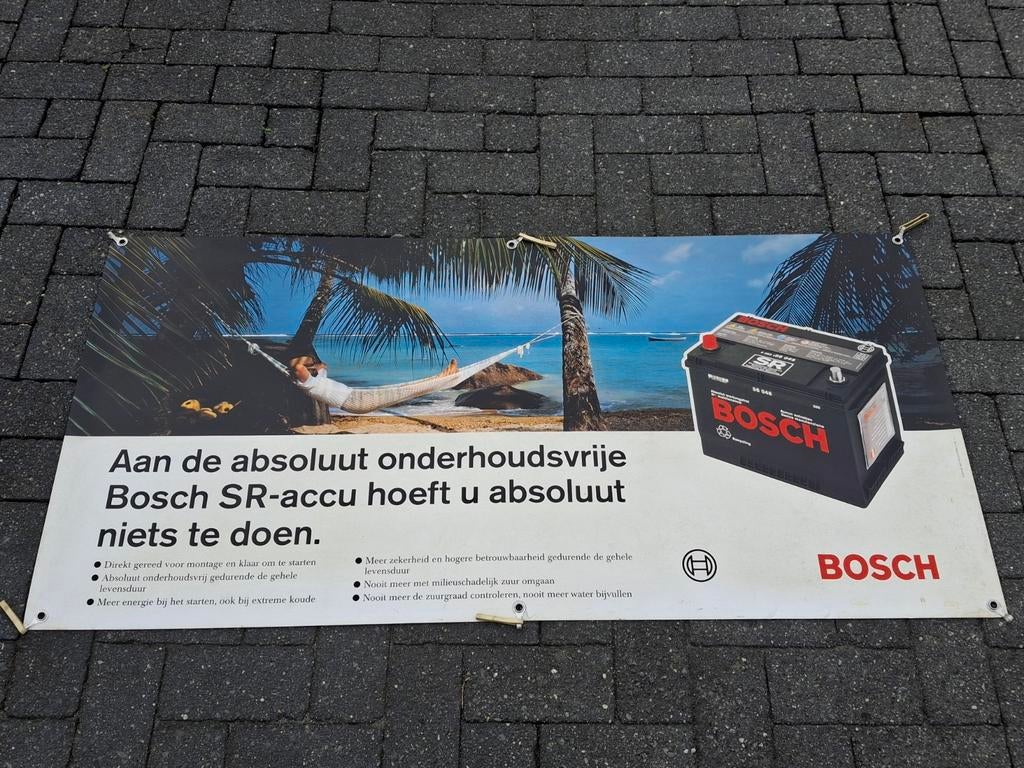 BOSCH
SR
56 048
BOSCH
Recycling
Aan de absoluut onderhoudsvrije
Bosch SR-accu hoeft u absoluut
niets te doen.
● Direkt gereed voor montage en klaar om te starten
● Absoluut onderhoudsvrij gedurende de gehele
levensduur
● Meer energie bij het starten, ook bij extreme koude
● Meer zekerheid en hogere betrouwbaarheid gedurende de gehele
levensduur
● Nooit meer met milieuschadelijk zuur omgaan
● Nooit meer de zuurgraad controleren, nooit meer water bijvullen
BOSCH